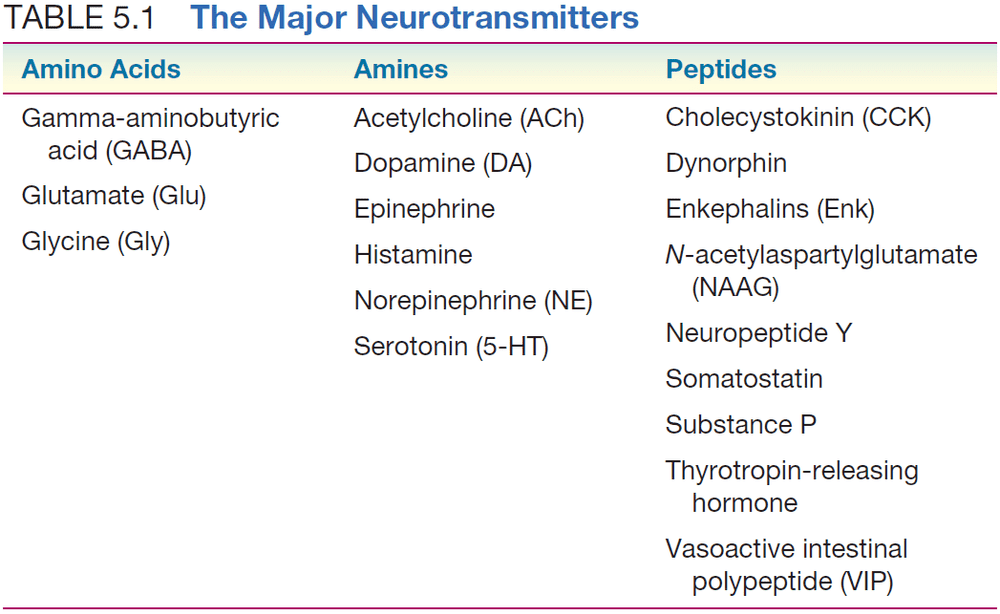 TABLE 5.1 The Major Neurotransmitters
Amino Acids
Gamma-aminobutyric
acid (GABA)
Glutamate (Glu)
Glycine (Gly)
Amines
Acetylcholine (ACh)
Dopamine (DA)
Epinephrine
Histamine
Norepinephrine (NE)
Serotonin (5-HT)
Peptides
Cholecystokinin (CCK)
Dynorphin
Enkephalins (Enk)
N-acetylaspartylglutamate
(NAAG)
Neuropeptide Y
Somatostatin
Substance P
Thyrotropin-releasing
hormone
Vasoactive intestinal
polypeptide (VIP)